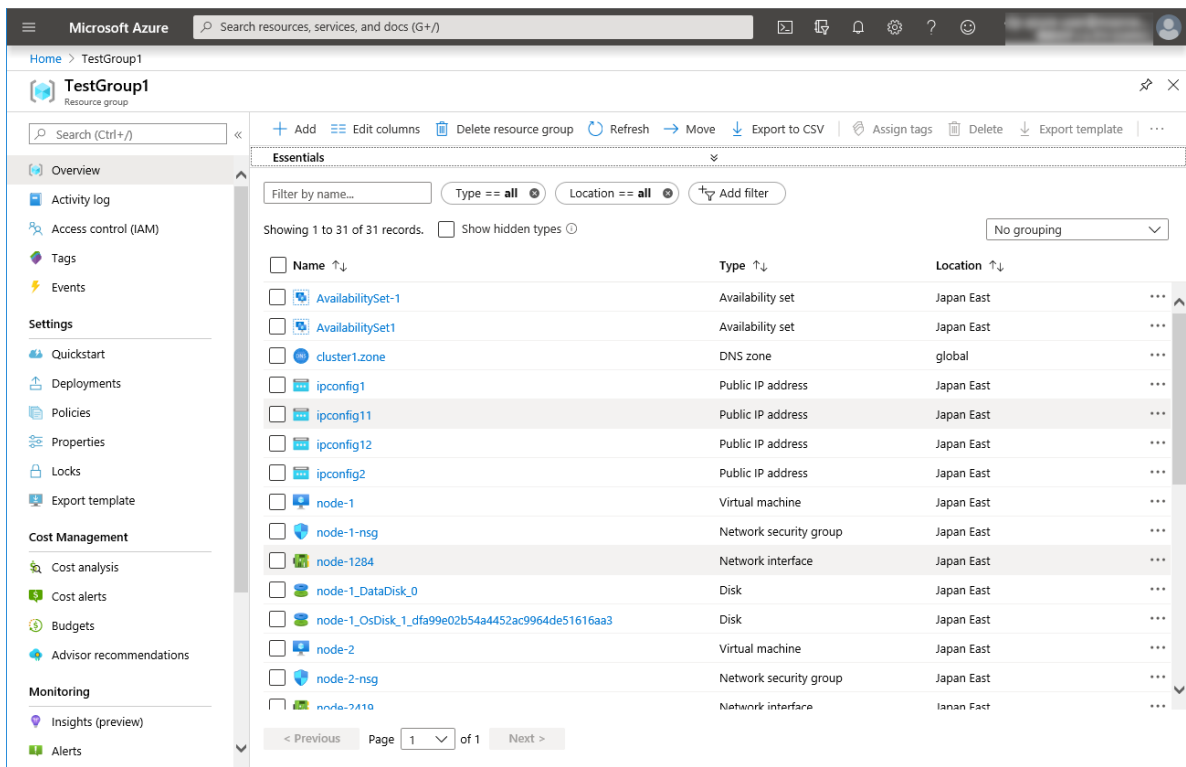 Microsoft Azure
Search resources, services, and docs (G+/)
Home > TestGroup1
TestGroup1
Resource group
Search (Ctrl+/)
«
Overview
Activity log
Access control (IAM)
Tags
Events
Settings
Quickstart
Deployments
Policies
Properties
Locks
Export template
Cost Management
Cost analysis
Cost alerts
Budgets
Advisor recommendations
Monitoring
Insights (preview)
Alerts
Add Edit columns Delete resource group Refresh Move Export to CSV Assign tags Delete Export template ...
Essentials
Filter by name... Type == all Location == all Add filter
Showing 1 to 31 of 31 records. Show hidden types No grouping
Name ↑↓ Type ↑↓ Location ↑↓
AvailabilitySet-1 Availability set Japan East ...
AvailabilitySet1 Availability set Japan East ...
cluster1.zone DNS zone global ...
ipconfig1 Public IP address Japan East ...
ipconfig11 Public IP address Japan East ...
ipconfig12 Public IP address Japan East ...
ipconfig2 Public IP address Japan East ...
node-1 Virtual machine Japan East ...
node-1-nsg Network security group Japan East ...
node-1284 Network interface Japan East ...
node-1_DataDisk_0 Disk Japan East ...
node-1_OsDisk_1_dfa99e02b54a4452ac9964de51616aa3 Disk Japan East ...
node-2 Virtual machine Japan East ...
node-2-nsg Network security group Japan East ...
node-2419 Network interface Japan East ...
< Previous Page 1 of 1 Next >